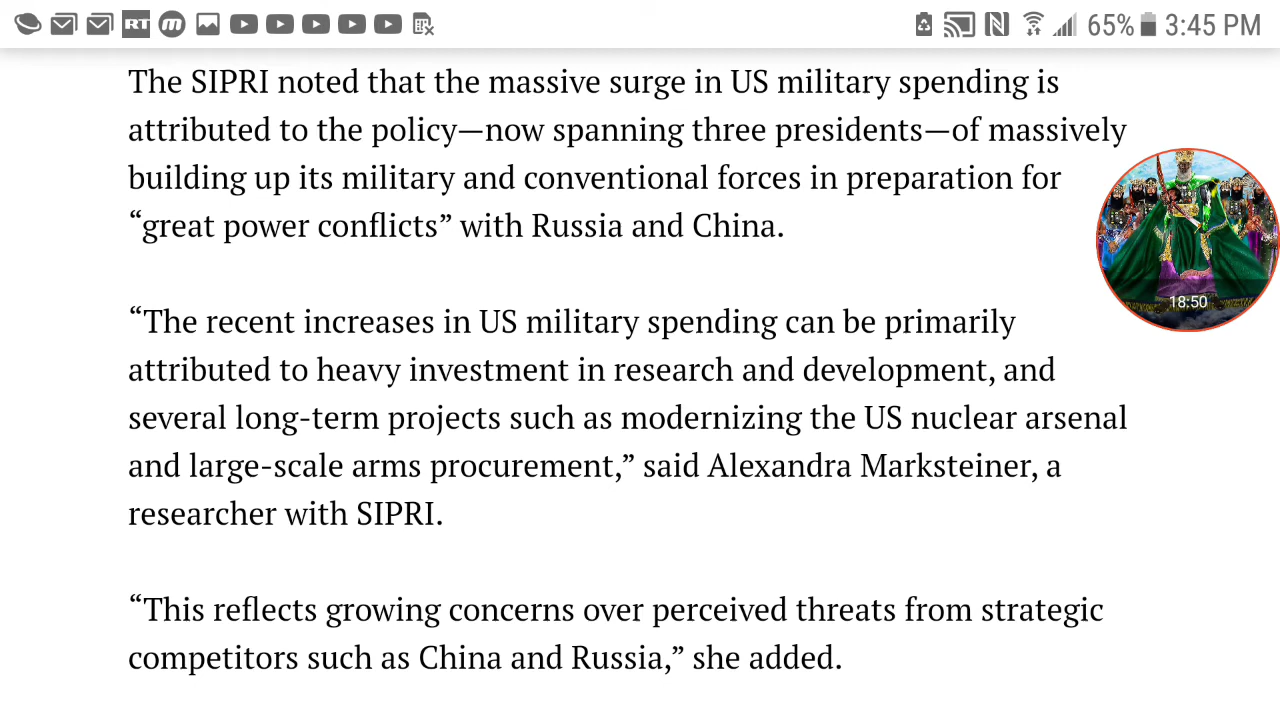 RT m 65% 3:45 PM
The SIPRI noted that the massive surge in US military spending is
attributed to the policy—now spanning three presidents—of massively
building up its military and conventional forces in preparation for
“great power conflicts” with Russia and China.
18:50
“The recent increases in US military spending can be primarily
attributed to heavy investment in research and development, and
several long-term projects such as modernizing the US nuclear arsenal
and large-scale arms procurement,” said Alexandra Marksteiner, a
researcher with SIPRI.
“This reflects growing concerns over perceived threats from strategic
competitors such as China and Russia,” she added.